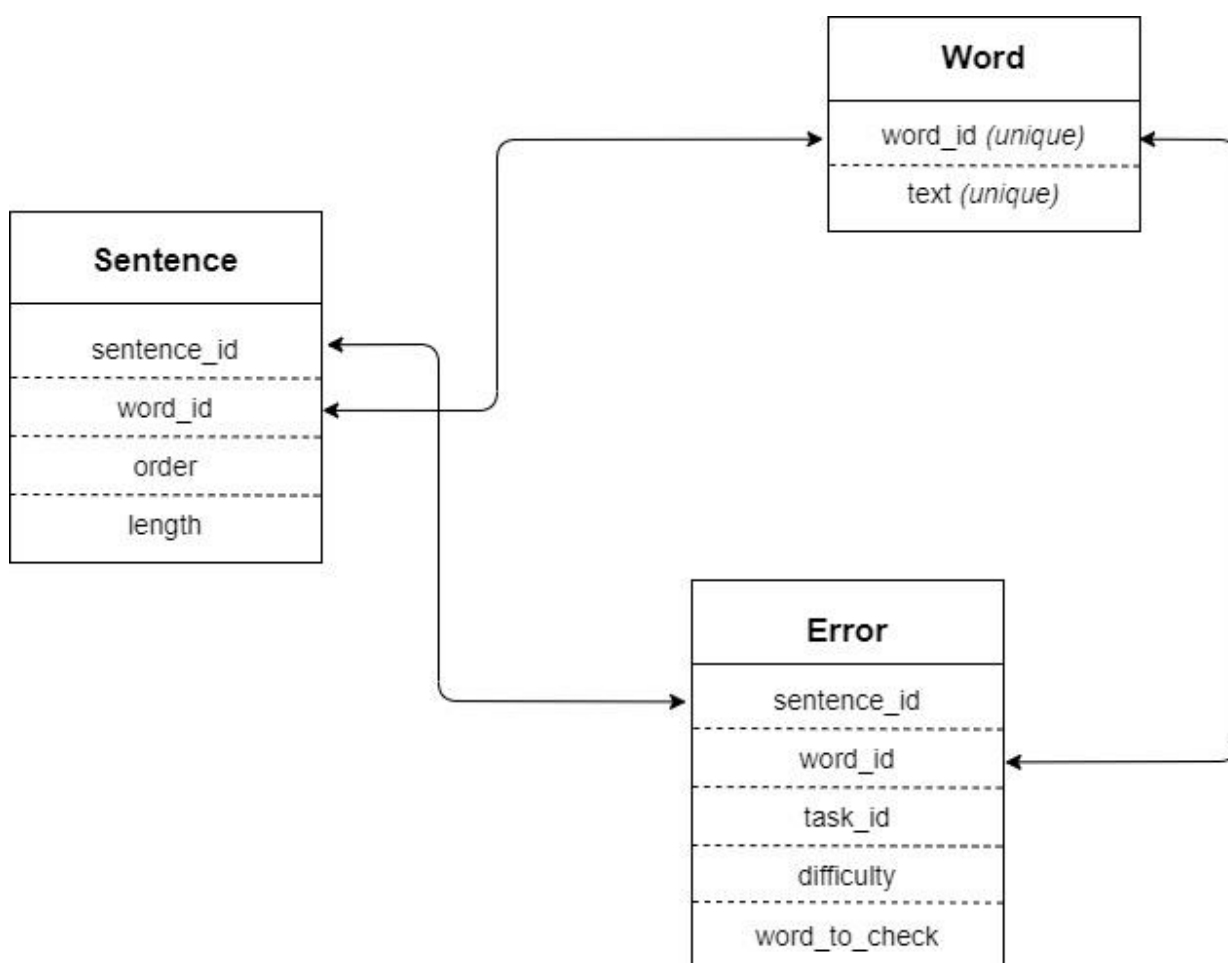 Word
word_id (unique)
text (unique)
Sentence
sentence_id
word_id
order
length
Error
sentence_id
word_id
task_id
difficulty
word_to_check